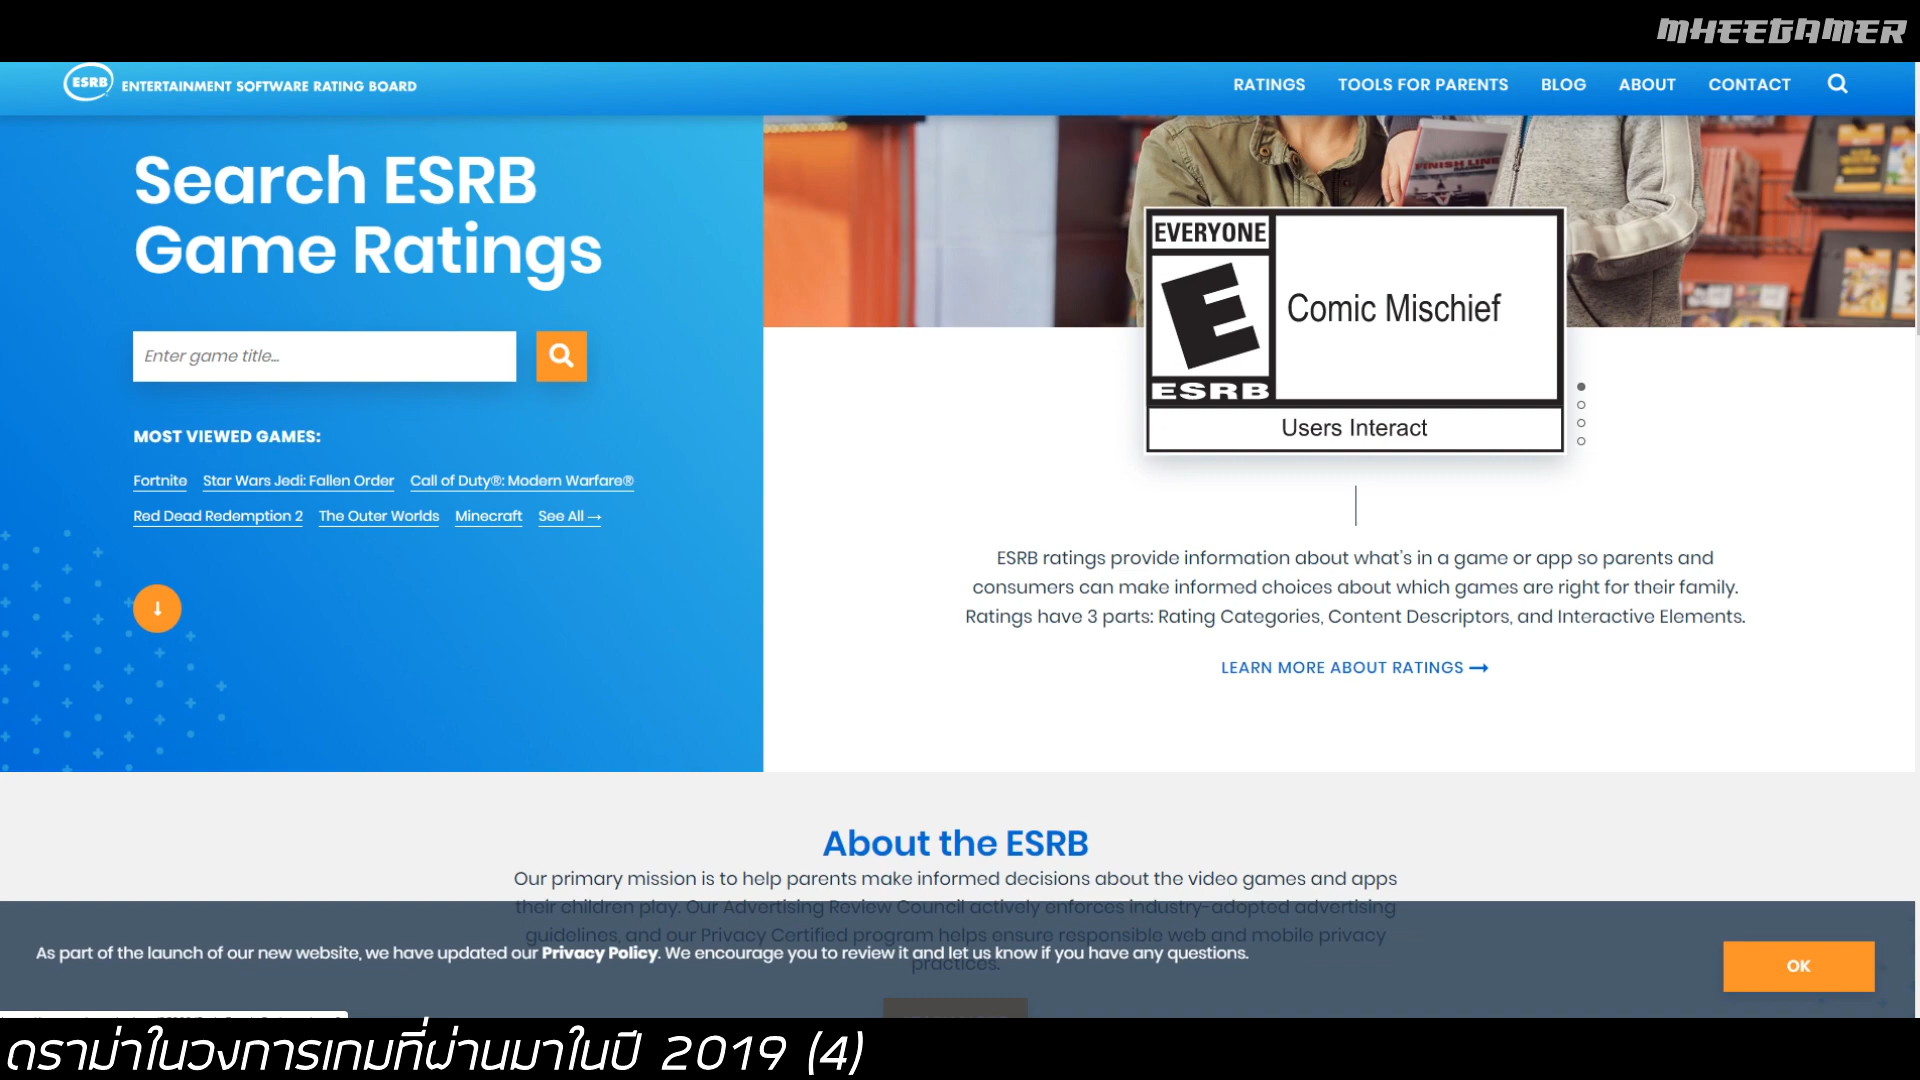 MHEEGAMER
ESRB ENTERTAINMENT SOFTWARE RATING BOARD
RATINGS TOOLS FOR PARENTS BLOG ABOUT CONTACT
Search ESRB
Game Ratings
Enter game title...
MOST VIEWED GAMES:
Fortnite Star Wars Jedi: Fallen Order Call of Duty®: Modern Warfare®
Red Dead Redemption 2 The Outer Worlds Minecraft See All →
FINISH LINE
EVERYONE
E
ESRB
Comic Mischief
Users Interact
ESRB ratings provide information about what's in a game or app so parents and
consumers can make informed choices about which games are right for their family.
Ratings have 3 parts: Rating Categories, Content Descriptors, and Interactive Elements.
LEARN MORE ABOUT RATINGS →
About the ESRB
Our primary mission is to help parents make informed decisions about the video games and apps
their children play. Our Advertising Review Council actively enforces industry-adopted advertising
guidelines, and our Privacy Certified program helps ensure responsible web and mobile privacy
practices.
As part of the launch of our new website, we have updated our Privacy Policy. We encourage you to review it and let us know if you have any questions.
OK
ดราม่าในวงการเกมที่ผ่านมาในปี 2019 (4)